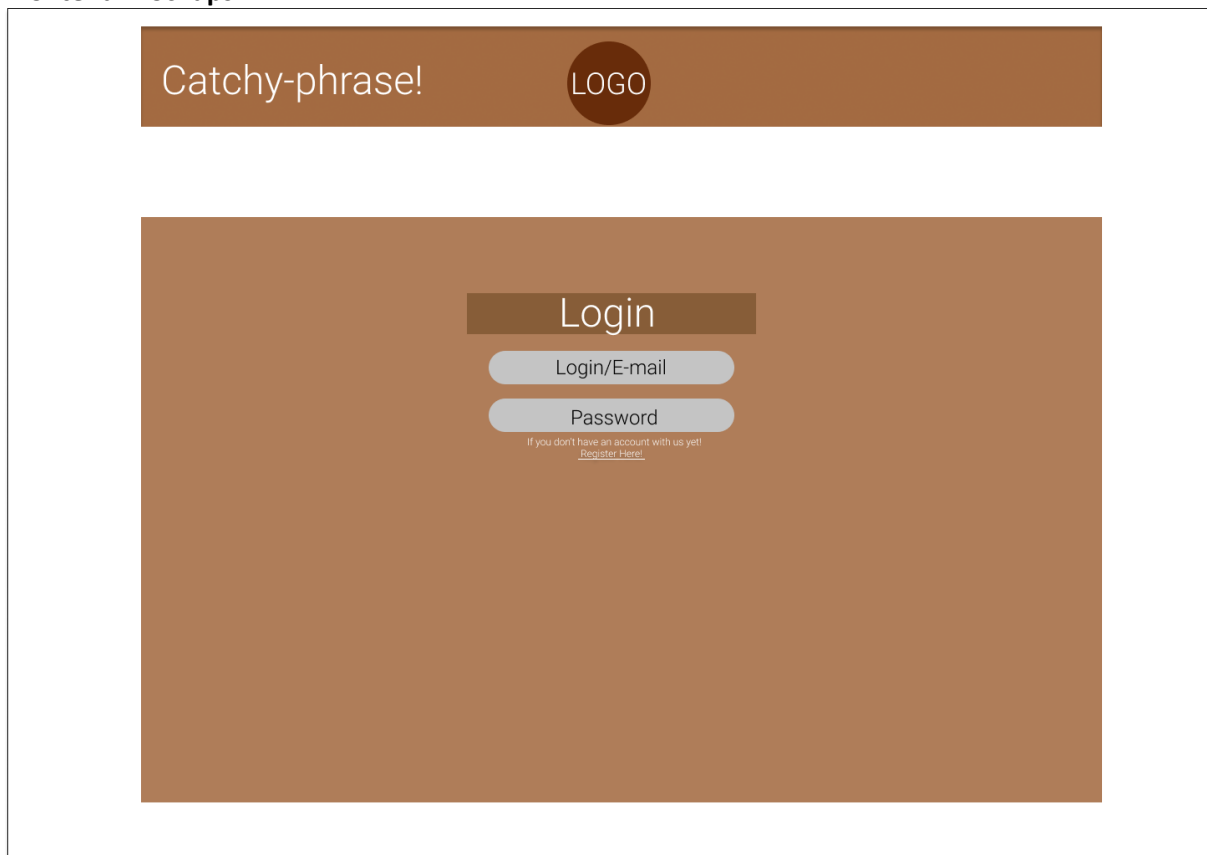 Catchy-phrase!
LOGO
Login
Login/E-mail
Password
If you don't have an account with us yet!
Register Here!